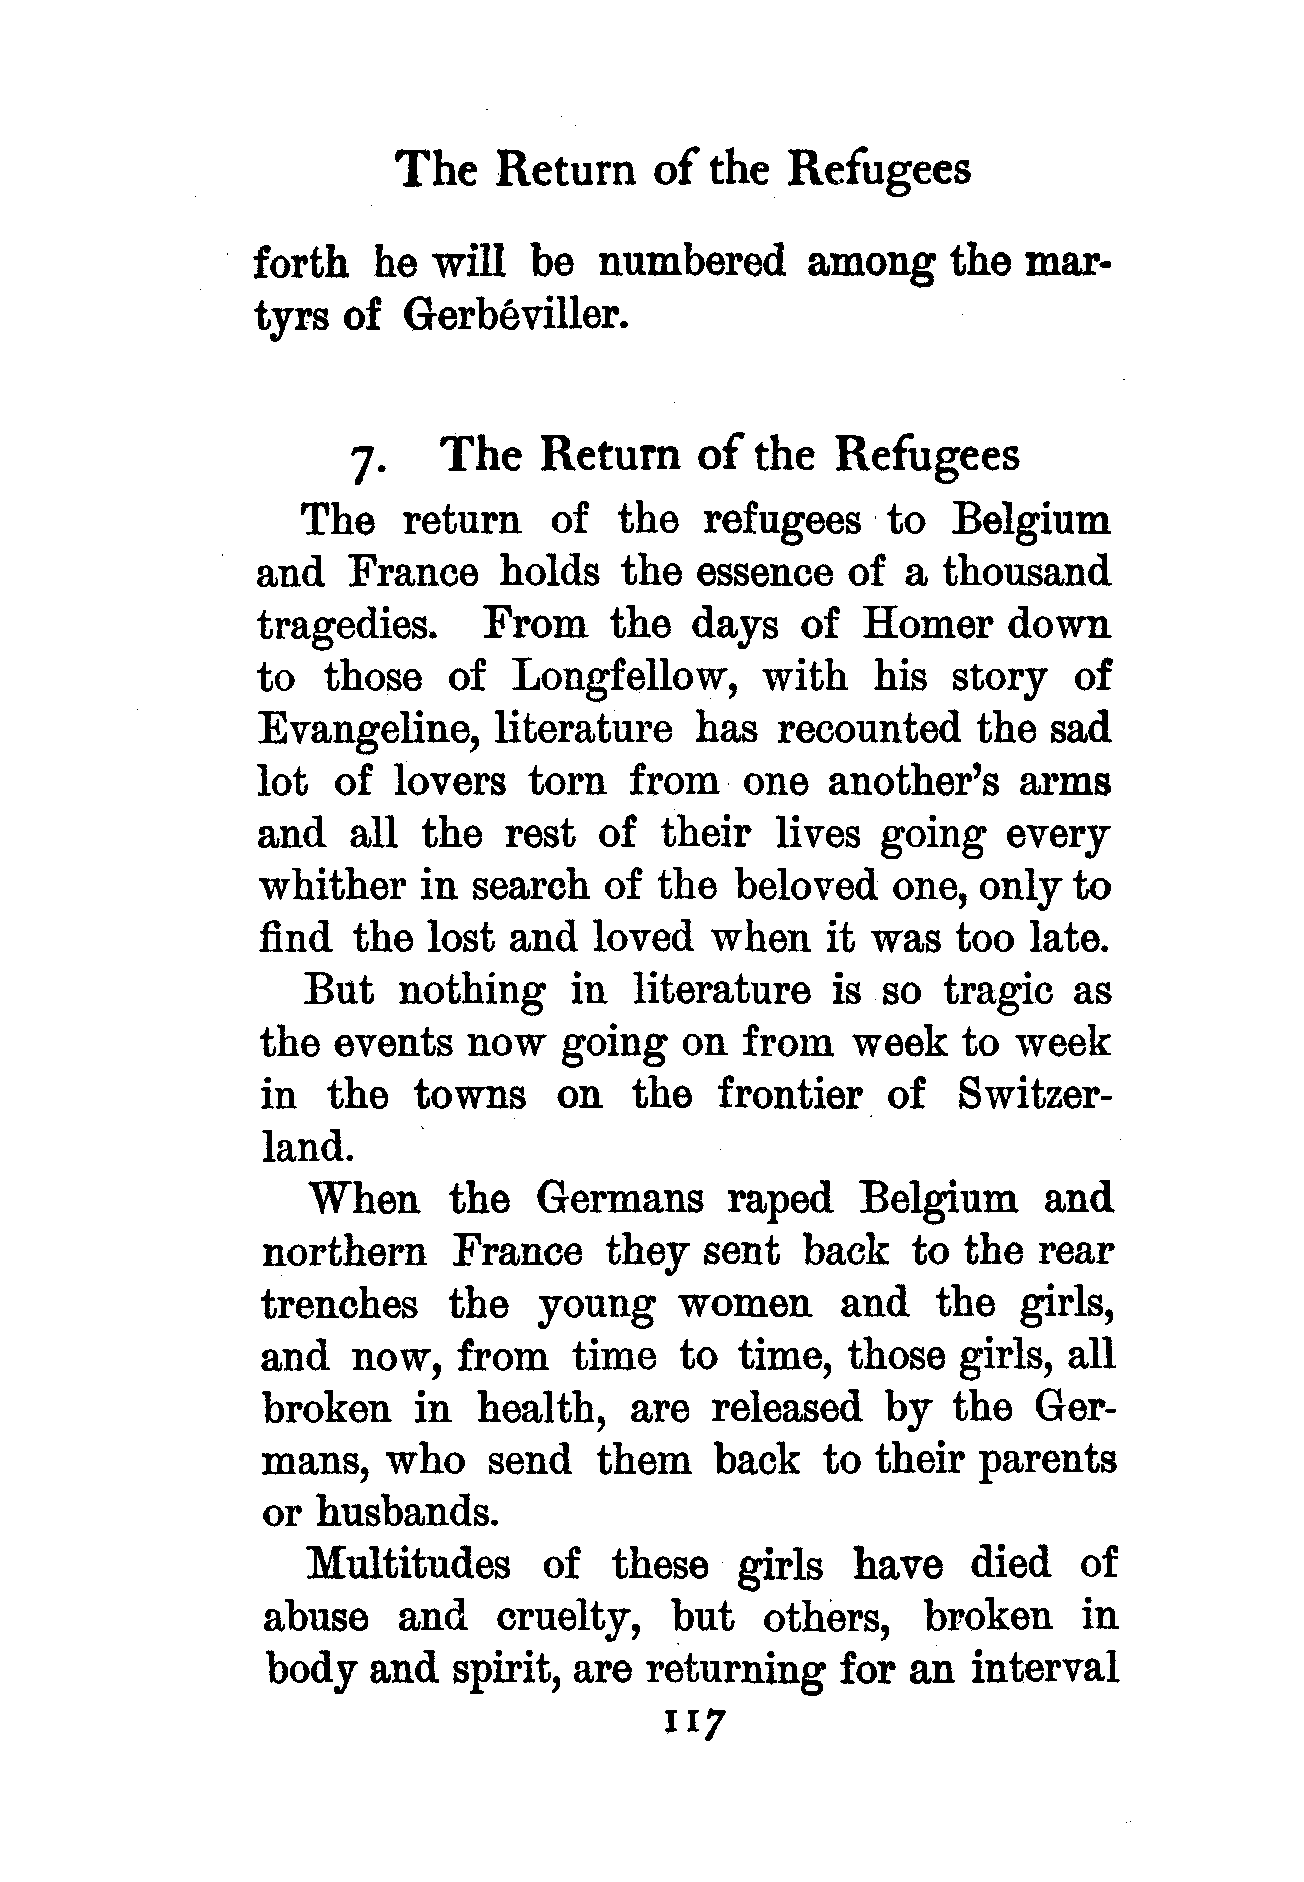 The Return of the Refugees
forth he will be numbered among the mar-
tyrs of Gerbéviller.
7. The Return of the Refugees
The return of the refugees to Belgium
and France holds the essence of a thousand
tragedies. From the days of Homer down
to those of Longfellow, with his story of
Evangeline, literature has recounted the sad
lot of lovers torn from one another's arms
and all the rest of their lives going every
whither in search of the beloved one, only to
find the lost and loved when it was too late.
But nothing in literature is so tragic as
the events now going on from week to week
in the towns on the frontier of Switzer-
land.
When the Germans raped Belgium and
northern France they sent back to the rear
trenches the young women and the girls,
and now, from time to time, those girls, all
broken in health, are released by the Ger-
mans, who send them back to their parents
or husbands.
Multitudes of these girls have died of
abuse and cruelty, but others, broken in
body and spirit, are returning for an interval
117